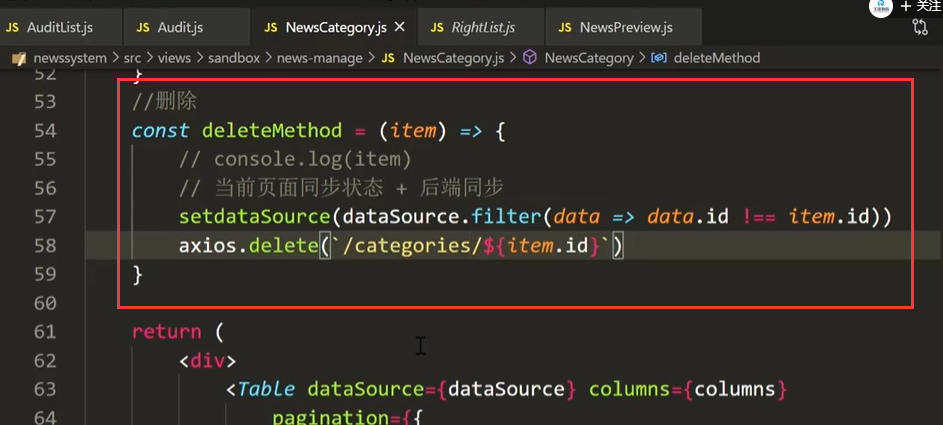 + 关注
JS AuditList.js JS Audit.js JS NewsCategory.js × JS RightList.js JS NewsPreview.js
newssystem > src > views > sandbox > news-manage > JS NewsCategory.js > NewsCategory > deleteMethod
52 }
53 //删除
54 const deleteMethod = (item) => {
55 // console.log(item)
56 // 当前页面同步状态 + 后端同步
57 setdataSource(dataSource.filter(data => data.id !== item.id))
58 axios.delete(`/categories/${item.id}`)
59 }
60
61 return (
62 <div>
63 <Table dataSource={dataSource} columns={columns}
64 pagination={{